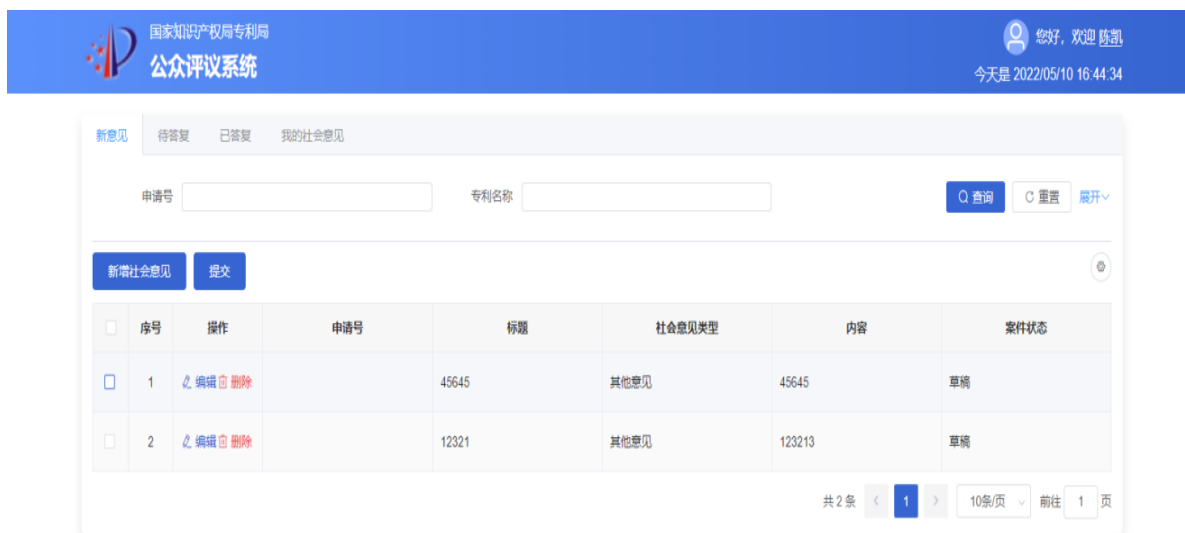 国家知识产权局专利局
公众评议系统
您好，欢迎 陈凯
今天是 2022/05/10 16:44:34
新意见 待答复 已答复 我的社会意见
申请号 专利名称 查询 重置 展开
新增社会意见 提交
序号 操作 申请号 标题 社会意见类型 内容 案件状态
1 编辑 删除 45645 其他意见 45645 草稿
2 编辑 删除 12321 其他意见 123213 草稿
共 2 条 < 1 > 10条/页 前往 1 页